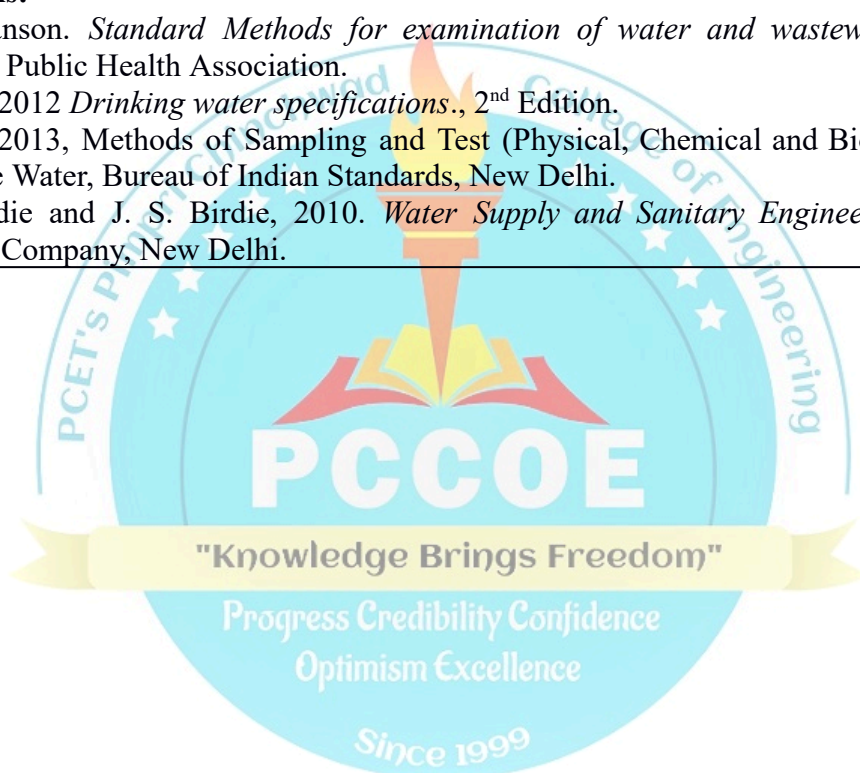 anson. Standard Methods for examination of water and wastew
Public Health Association.
2012 Drinking water specifications., 2nd Edition.
2013, Methods of Sampling and Test (Physical, Chemical and Bio
e Water, Bureau of Indian Standards, New Delhi.
die and J. S. Birdie, 2010. Water Supply and Sanitary Enginee
Company, New Delhi.
PCET's Pimpri Chinchwad College of Engineering
PCCOE
"Knowledge Brings Freedom"
Progress Credibility Confidence
Optimism Excellence
Since 1999